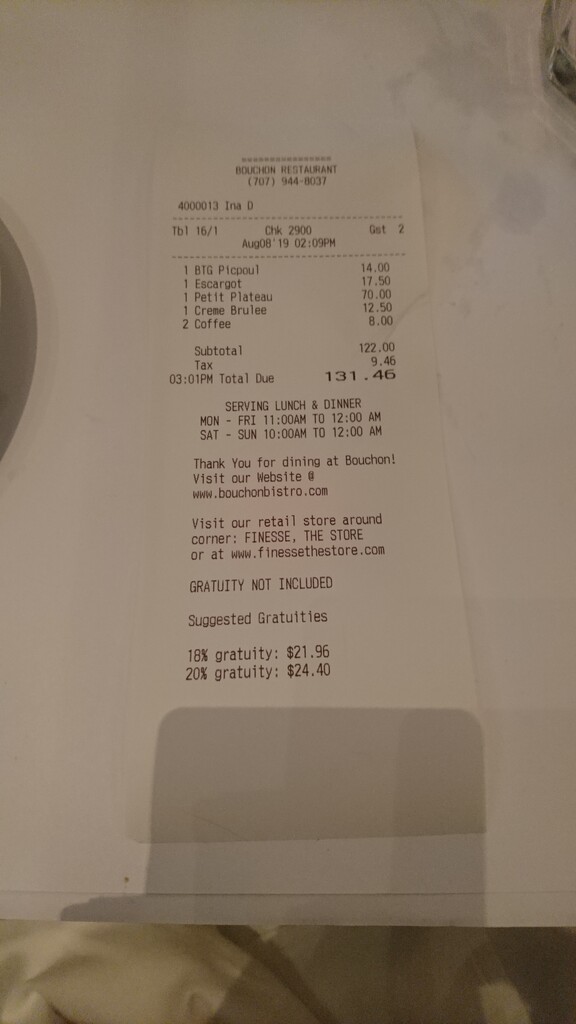 BOUCHON RESTAURANT
(707) 944-8037
4000013 Ina D
Tbl 16/1 Chk 2900 Gst 2
Aug08'19 02:09PM
1 BTG Picpoul 14.00
1 Escargot 17.50
1 Petit Plateau 70.00
1 Creme Brulee 12.50
2 Coffee 8.00
Subtotal 122.00
Tax 9.46
03:01PM Total Due 131.46
SERVING LUNCH & DINNER
MON - FRI 11:00AM TO 12:00 AM
SAT - SUN 10:00AM TO 12:00 AM
Thank You for dining at Bouchon!
Visit our Website @
www.bouchonbistro.com
Visit our retail store around
corner: FINESSE, THE STORE
or at www.finessethestore.com
GRATUITY NOT INCLUDED
Suggested Gratuities
18% gratuity: $21.96
20% gratuity: $24.40